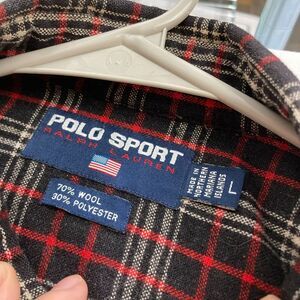 POLO SPORT
RALPH LAUREN
MADE IN
NORTHERN
MARIANA
ISLANDS
L
70% WOOL
30% POLYESTER